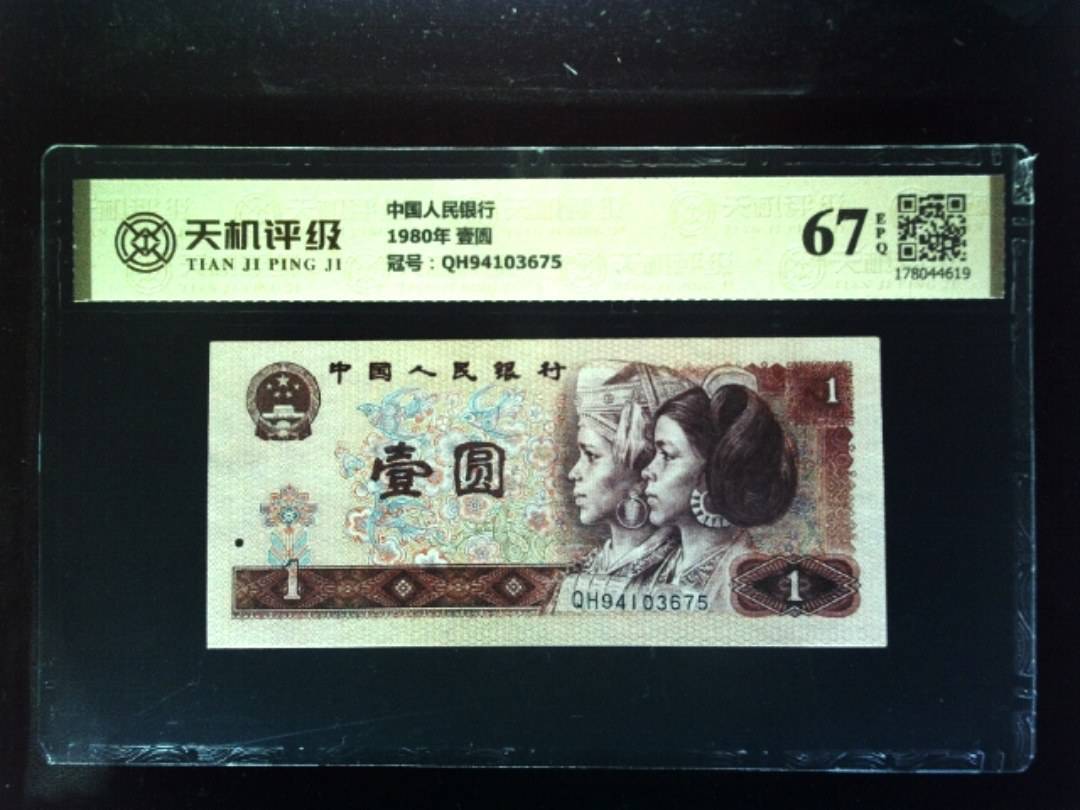 天机评级
TIAN JI PING JI
中国人民银行
1980年 壹圆
冠号：QH94103675
67
EPQ
178044619
中国人民银行
1
壹圆
1
QH94103675
1